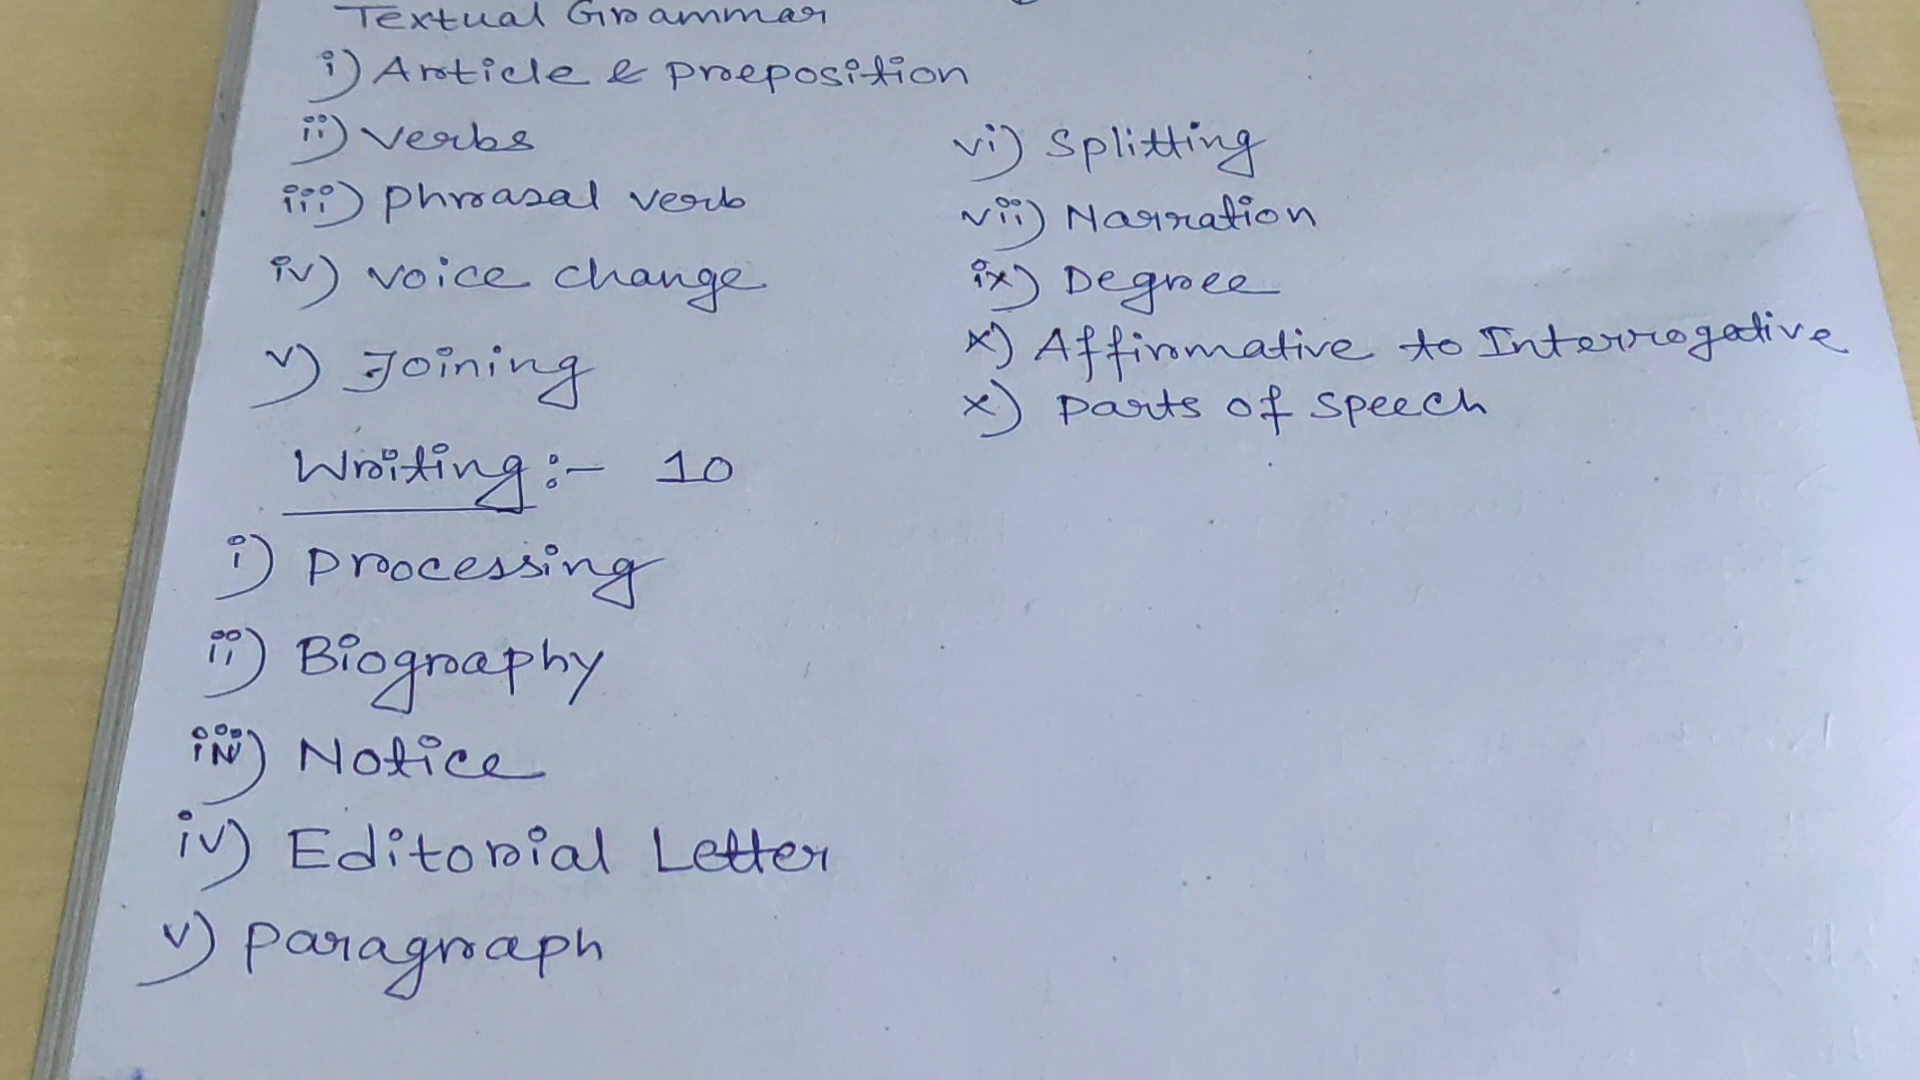 Textual Grammar
i) Article & preposition
ii) verbs
iii) phrasal verb
iv) voice change
v) Joining
vi) Splitting
vii) Narration
ix) Degree
x) Affirmative to Interrogative
x) parts of speech
Writing:- 10
i) processing
ii) Biography
iii) Notice
iv) Editorial Letter
v) paragraph